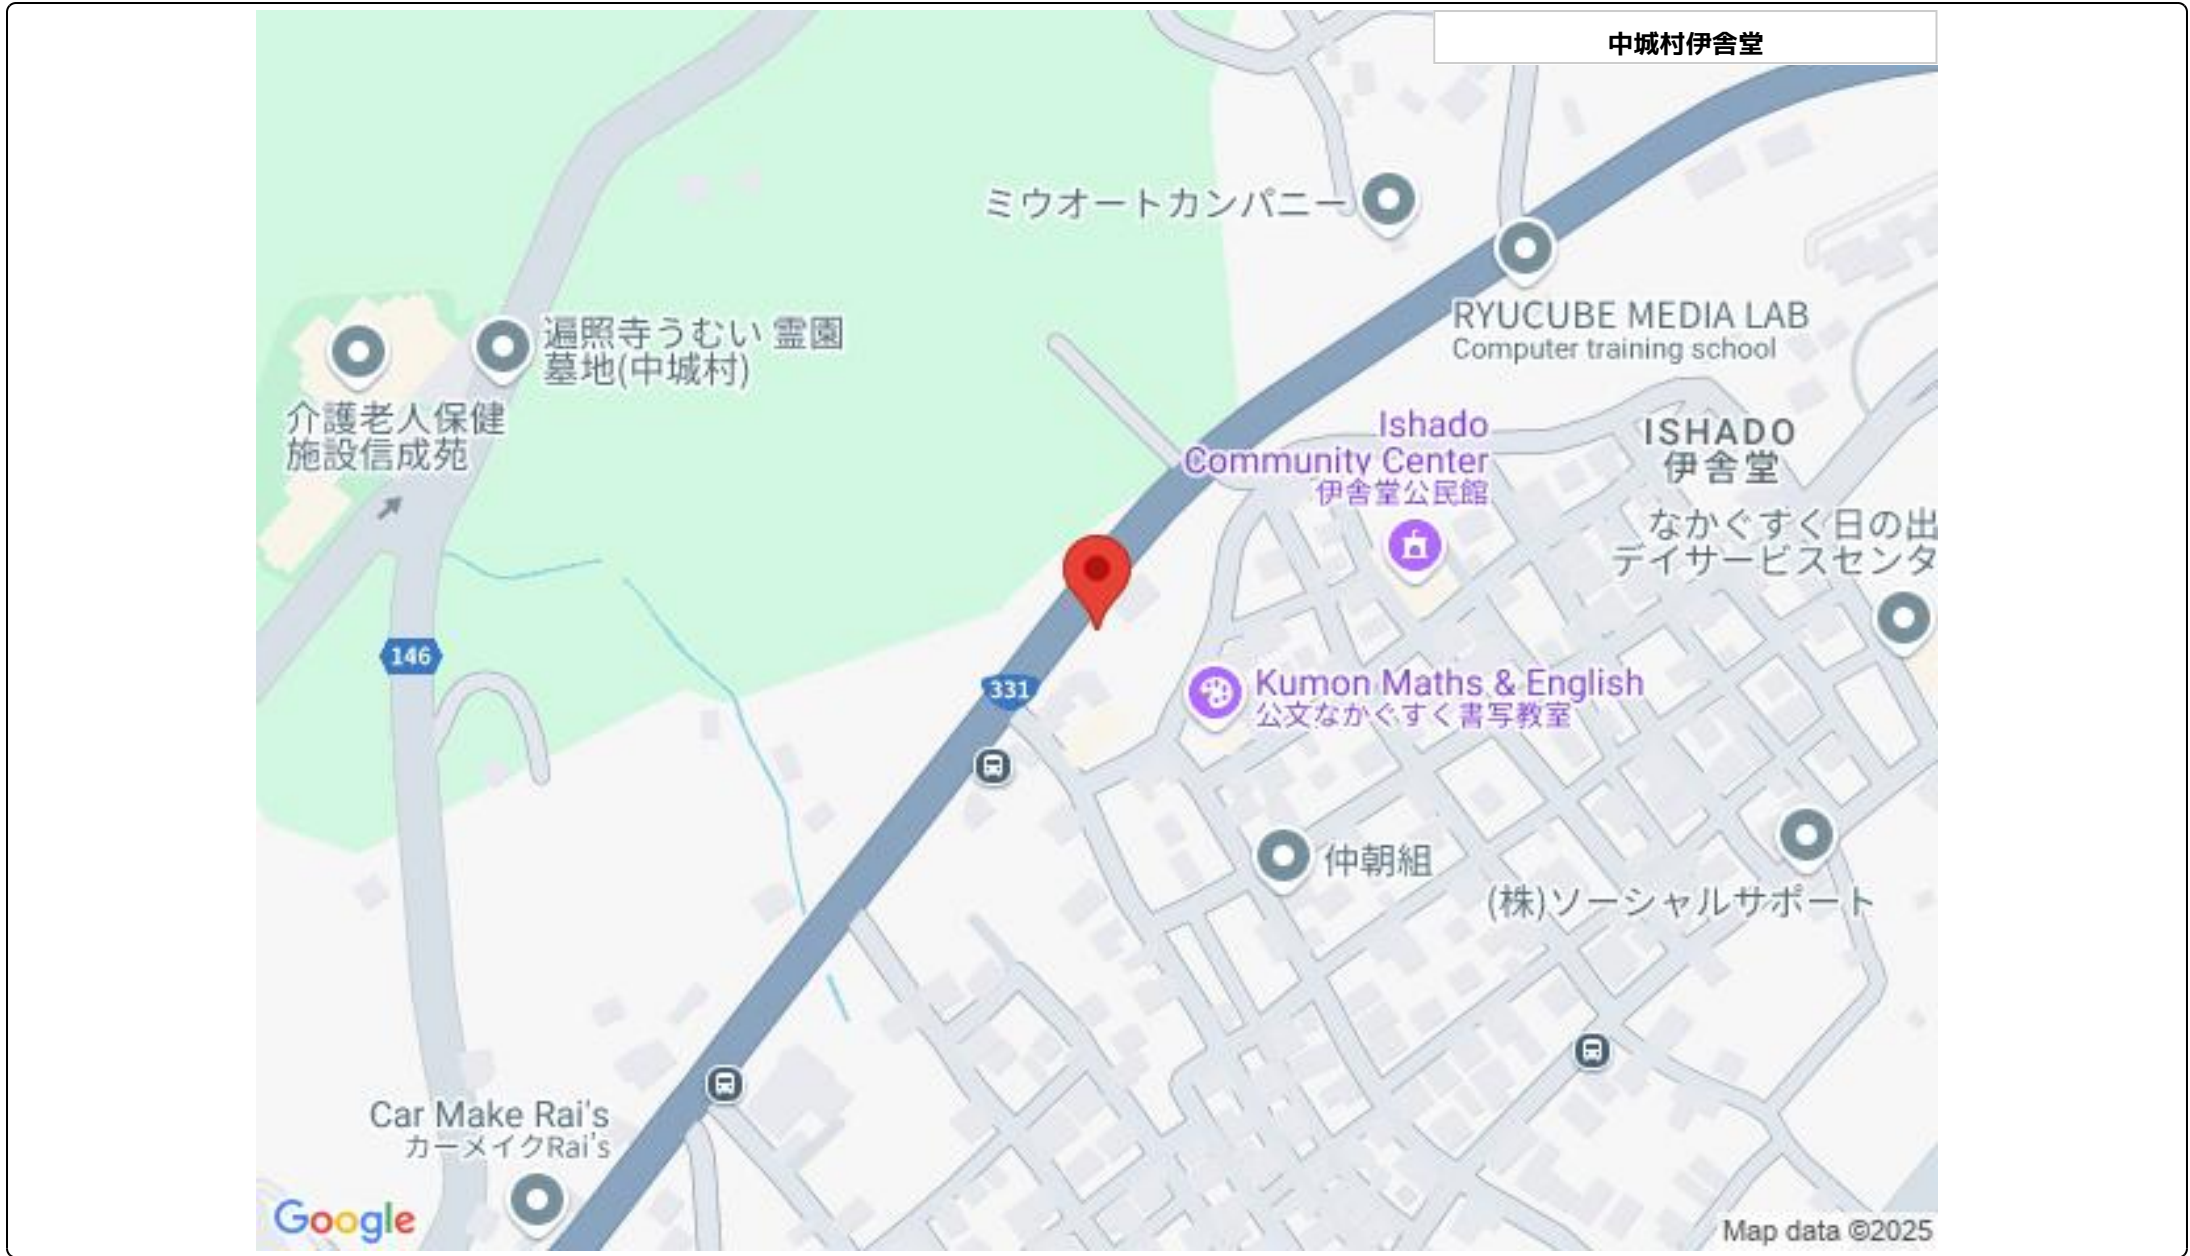 中城村伊舎堂
ミウオートカンパニー
RYUCUBE MEDIA LAB
Computer training school
遍照寺うむい 霊園
墓地(中城村)
介護老人保健
施設信成苑
Ishado
Community Center
伊舎堂公民館
ISHADO
伊舎堂
なかぐすく日の出
デイサービスセンタ
146
331
Kumon Maths & English
公文なかぐすく書写教室
仲朝組
(株)ソーシャルサポート
Car Make Rai's
カーメイクRai's
Google
Map data ©2025